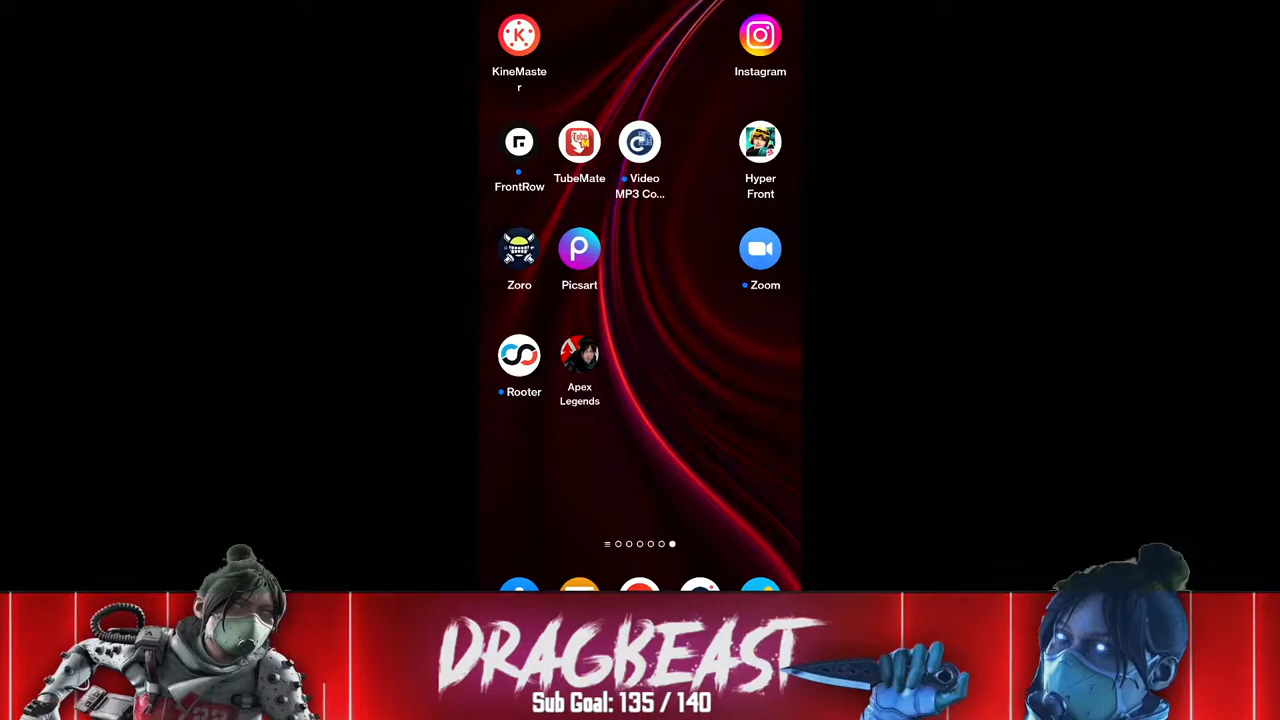 KineMaste
r
Instagram
FrontRow
TubeMate
Video
MP3 Co...
Hyper
Front
Zoro
Picsart
Zoom
Rooter
Apex
Legends
DRAGBEAST
Sub Goal: 135 / 140